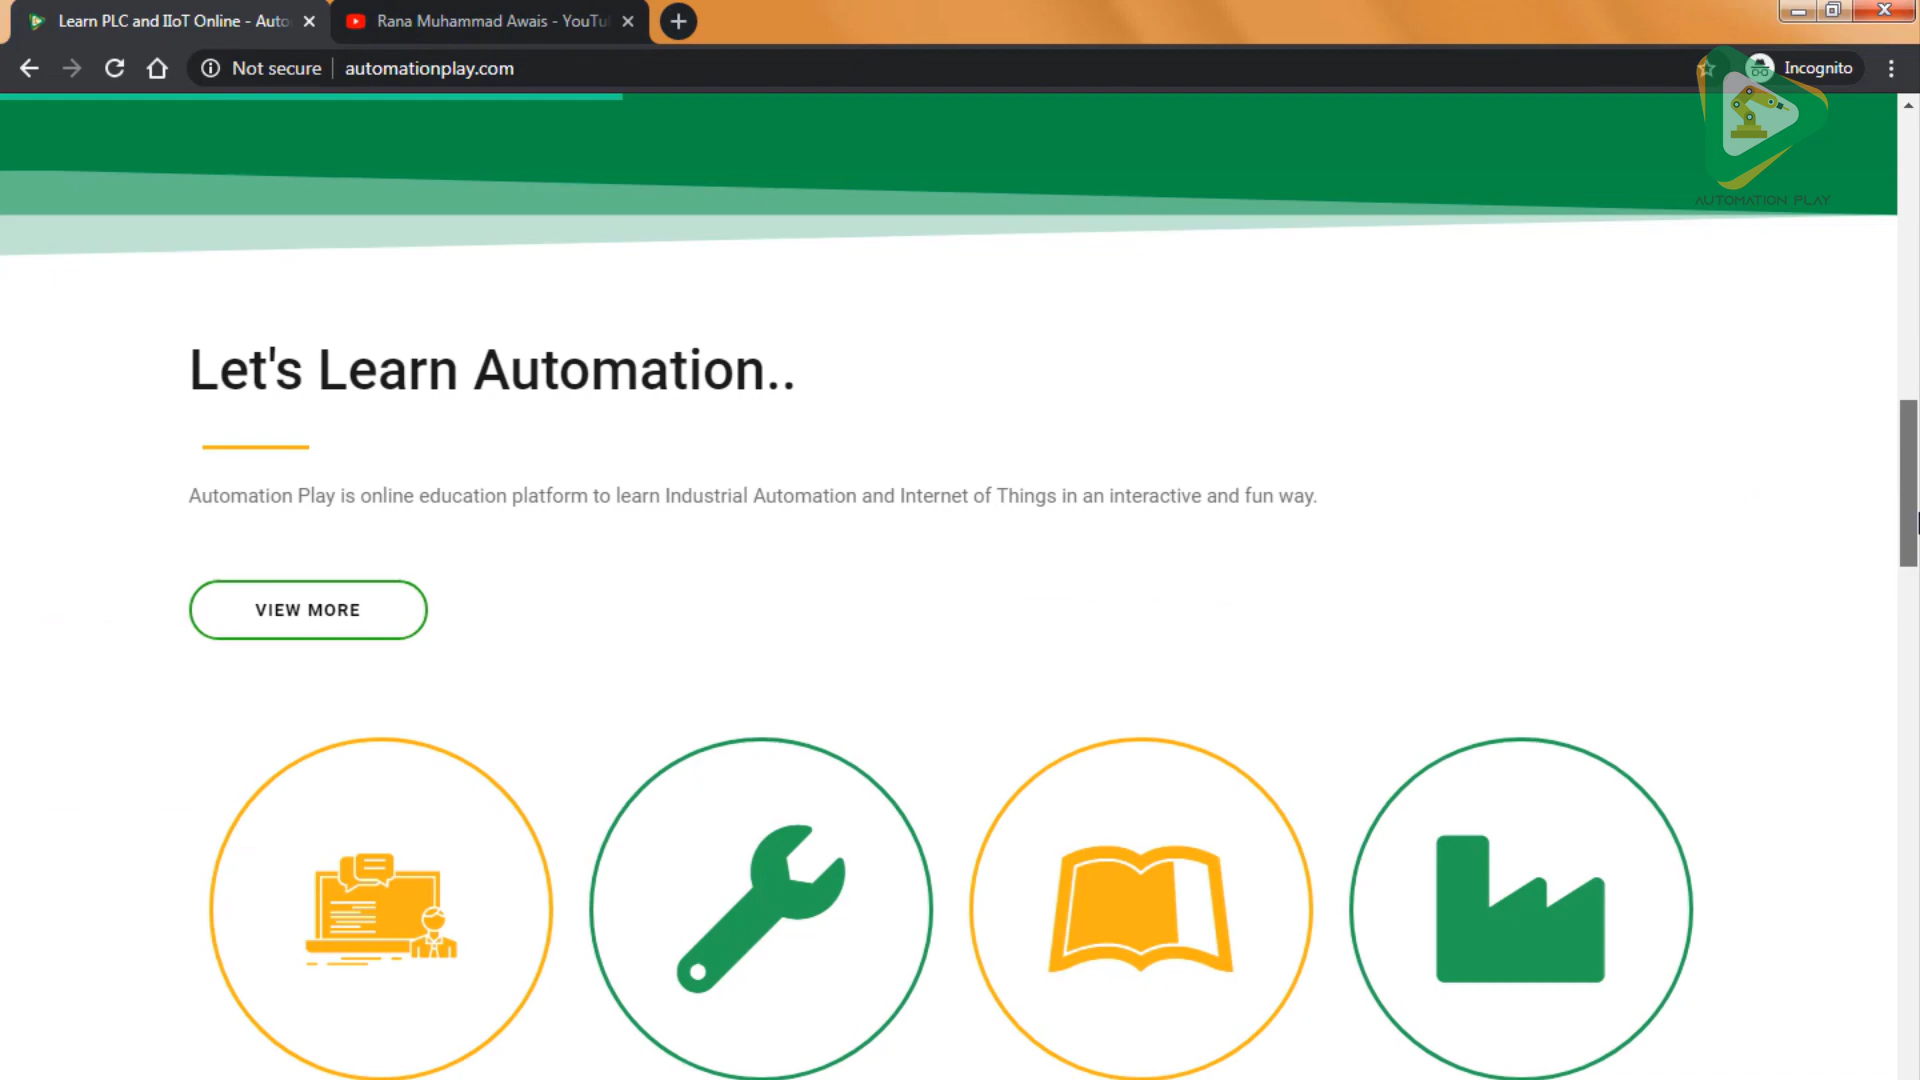 Learn PLC and IIoT Online - Auto
Rana Muhammad Awais - YouTu
Not secure
automationplay.com
Incognito
AUTOMATION PLAY
Let's Learn Automation..
Automation Play is online education platform to learn Industrial Automation and Internet of Things in an interactive and fun way.
VIEW MORE